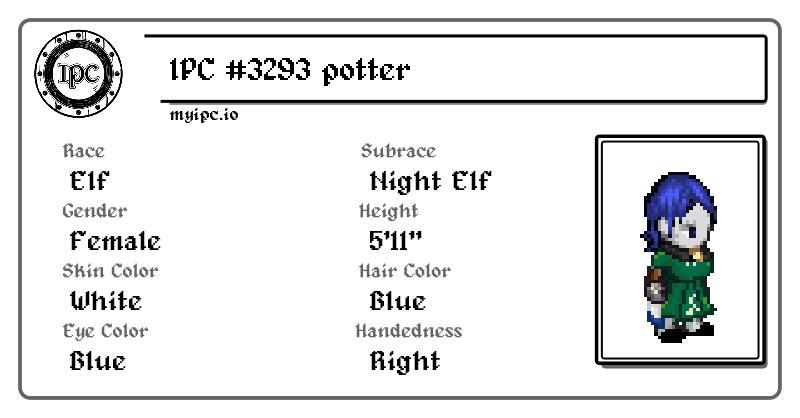 IPC
IPC #3293 potter
myipc.io
Race
Elf
Subrace
Night Elf
Gender
Female
Height
5'11"
Skin Color
White
Hair Color
Blue
Eye Color
Blue
Handedness
Right